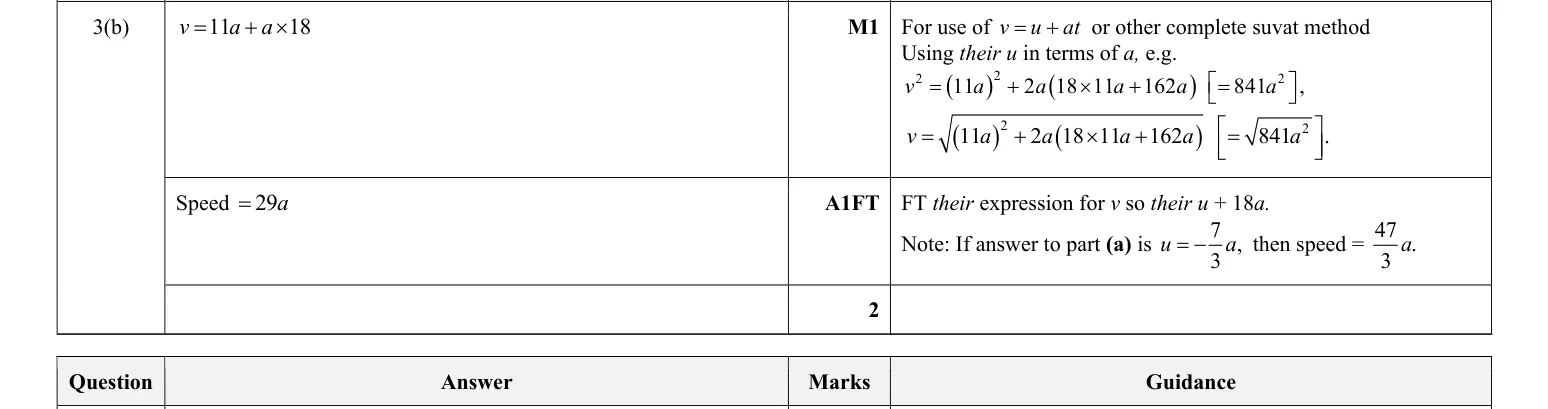 3(b) v = 11a + a × 18 M1 For use of v = u + at or other complete suvat method
Using their u in terms of a, e.g.
v² = (11a)² + 2a(18 × 11a + 162a) [= 841a²],
v = √((11a)² + 2a(18 × 11a + 162a)) [= √(841a²)].
Speed = 29a A1FT FT their expression for v so their u + 18a.
Note: If answer to part (a) is u = −7/3 a, then speed = 47/3 a.
2
Question Answer Marks Guidance